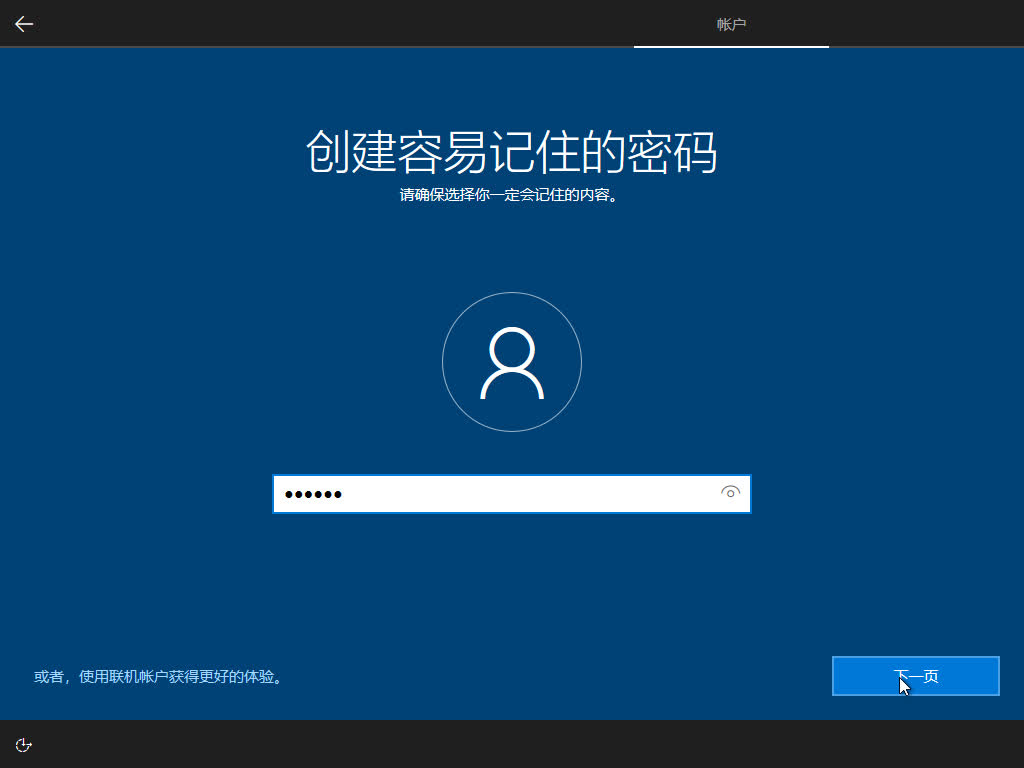 帐户
创建容易记住的密码
请确保选择你一定会记住的内容。
••••••
或者，使用联机帐户获得更好的体验。
下一页